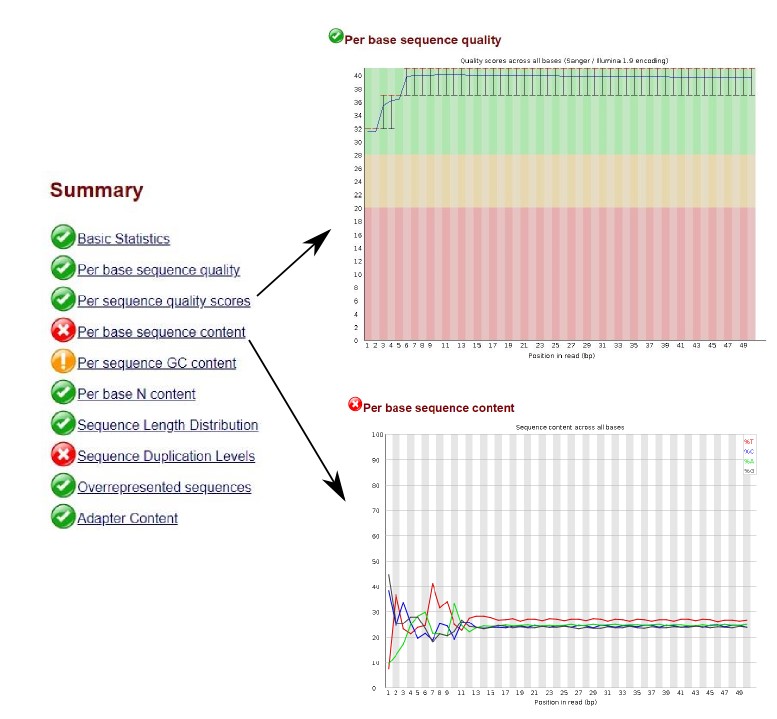 Summary
Basic Statistics
Per base sequence quality
Per sequence quality scores
Per base sequence content
Per sequence GC content
Per base N content
Sequence Length Distribution
Sequence Duplication Levels
Overrepresented sequences
Adapter Content
Per base sequence quality
Quality scores across all bases (Sanger / Illumina 1.9 encoding)
40
38
36
34
32
30
28
26
24
22
20
18
16
14
12
10
8
6
4
2
0
1 2 3 4 5 6 7 8 9 11 13 15 17 19 21 23 25 27 29 31 33 35 37 39 41 43 45 47 49
Position in read (bp)
Per base sequence content
Sequence content across all bases
100
90
80
70
60
50
40
30
20
10
0
%T
%C
%A
%G
1 2 3 4 5 6 7 8 9 11 13 15 17 19 21 23 25 27 29 31 33 35 37 39 41 43 45 47 49
Position in read (bp)